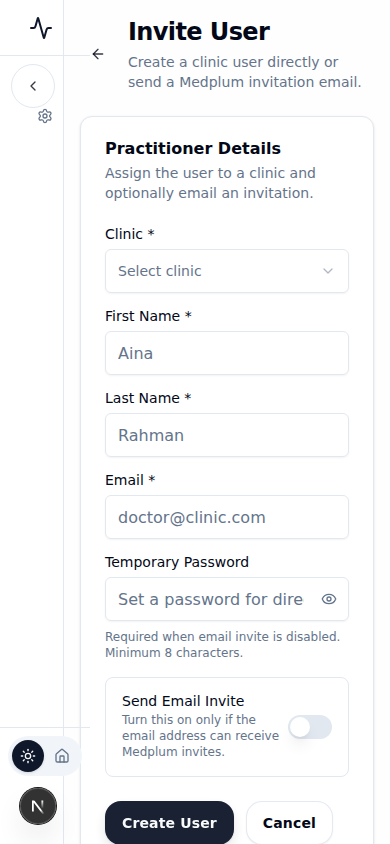 Invite User
Create a clinic user directly or
send a Medplum invitation email.
Practitioner Details
Assign the user to a clinic and
optionally email an invitation.
Clinic *
Select clinic
First Name *
Aina
Last Name *
Rahman
Email *
doctor@clinic.com
Temporary Password
Set a password for dire
Required when email invite is disabled.
Minimum 8 characters.
Send Email Invite
Turn this on only if the
email address can receive
Medplum invites.
N
Create User
Cancel